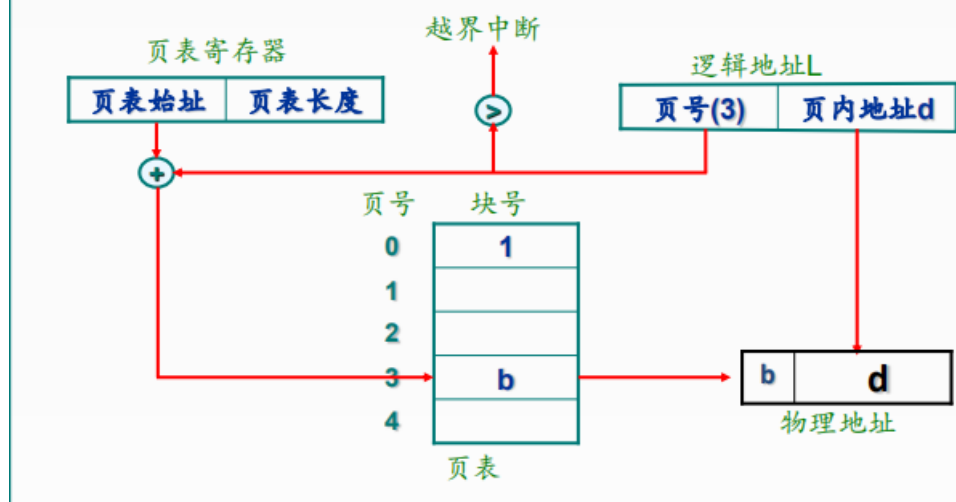 越界中断
页表寄存器
逻辑地址L
页表始址 页表长度
>
页号(3) 页内地址d
+
页号 块号
0 1
1
2
3 b
4
b d
物理地址
页表